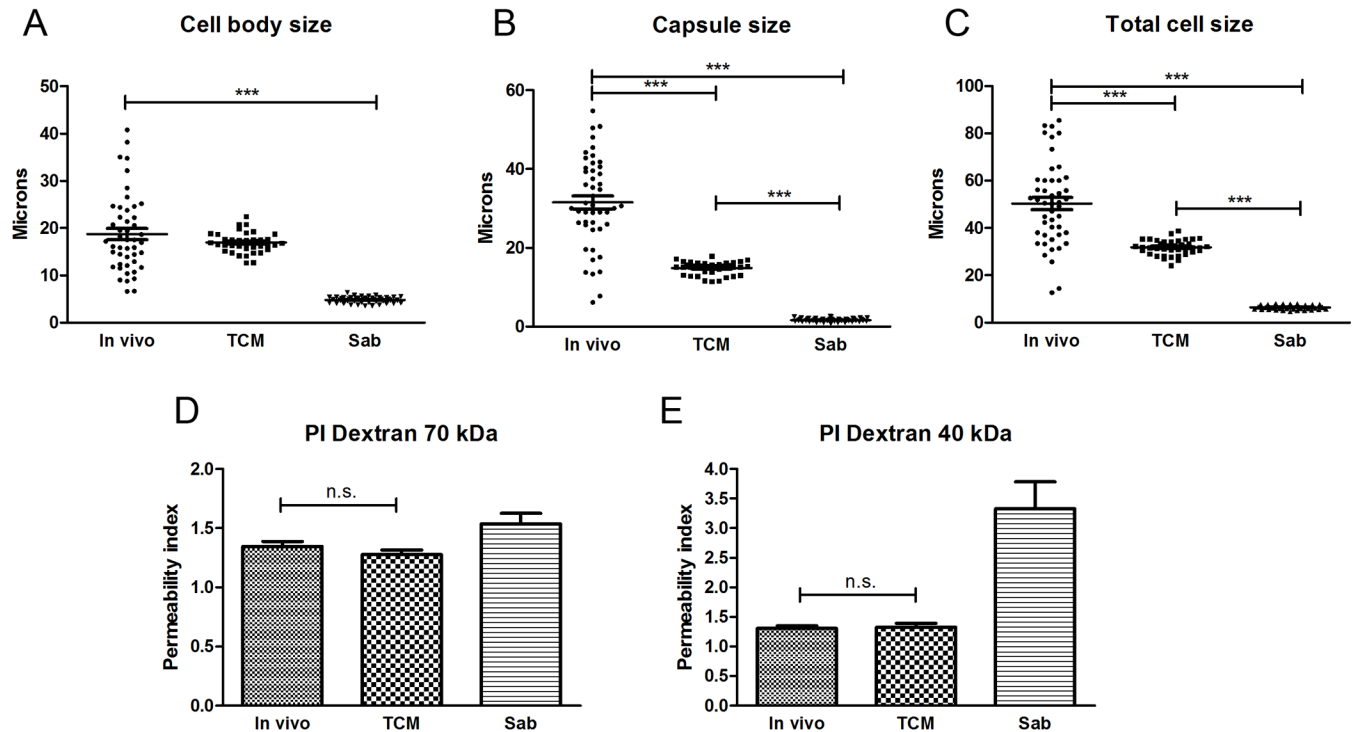 A
Cell body size
Microns
50
40
30
20
10
0
***
In vivo
TCM
Sab
B
Capsule size
Microns
60
40
20
0
***
***
***
In vivo
TCM
Sab
C
Total cell size
Microns
100
80
60
40
20
0
***
***
***
In vivo
TCM
Sab
D
PI Dextran 70 kDa
Permeability index
2.0
1.5
1.0
0.5
0.0
n.s.
In vivo
TCM
Sab
E
PI Dextran 40 kDa
Permeability index
4.0
3.5
3.0
2.5
2.0
1.5
1.0
0.5
0.0
n.s.
In vivo
TCM
Sab